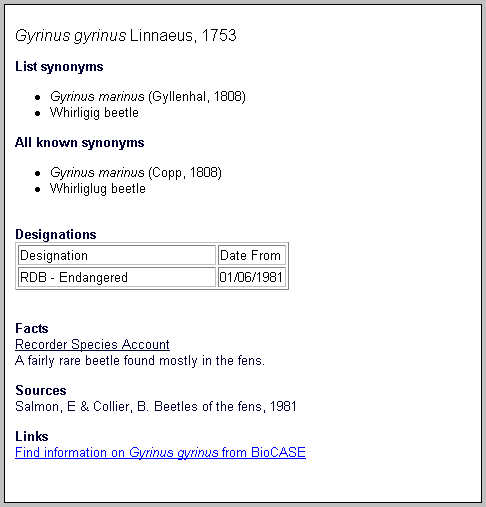 Gyrinus gyrinus Linnaeus, 1753
List synonyms
• Gyrinus marinus (Gyllenhal, 1808)
• Whirligig beetle
All known synonyms
• Gyrinus marinus (Copp, 1808)
• Whirliglug beetle
Designations
Designation Date From
RDB - Endangered 01/06/1981
Facts
Recorder Species Account
A fairly rare beetle found mostly in the fens.
Sources
Salmon, E & Collier, B. Beetles of the fens, 1981
Links
Find information on Gyrinus gyrinus from BioCASE